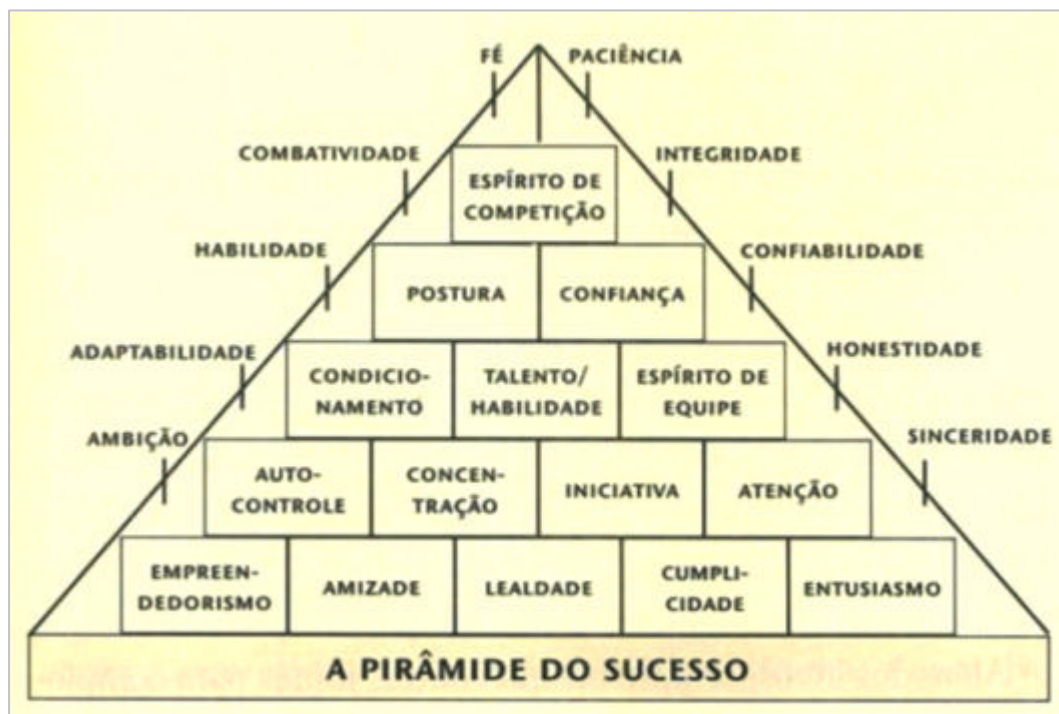 FÉ PACIÊNCIA
COMBATIVIDADE INTEGRIDADE
ESPÍRITO DE
COMPETIÇÃO
HABILIDADE CONFIABILIDADE
POSTURA CONFIANÇA
ADAPTABILIDADE HONESTIDADE
CONDICIO-
NAMENTO
TALENTO/
HABILIDADE
ESPÍRITO DE
EQUIPE
AMBIÇÃO SINCERIDADE
AUTO-
CONTROLE
CONCEN-
TRAÇÃO
INICIATIVA
ATENÇÃO
EMPREEN-
DEDORISMO
AMIZADE
LEALDADE
CUMPLI-
CIDADE
ENTUSIASMO
A PIRÂMIDE DO SUCESSO